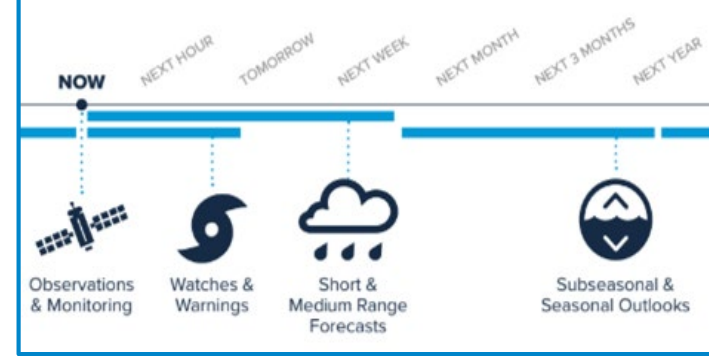 NOW
NEXT HOUR
TOMORROW
NEXT WEEK
NEXT MONTH
NEXT 3 MONTHS
NEXT YEAR
Observations
& Monitoring
Watches &
Warnings
Short &
Medium Range
Forecasts
Subseasonal &
Seasonal Outlooks